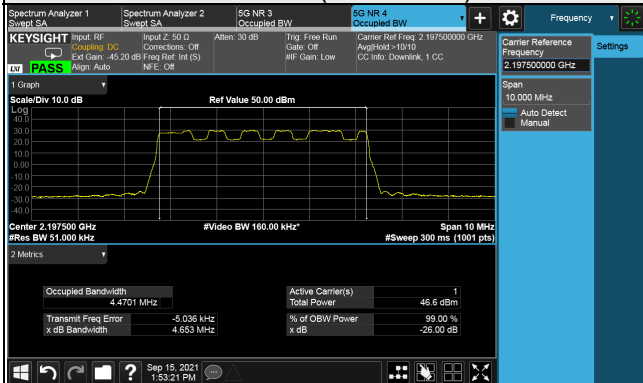 Spectrum Analyzer 1
Swept SA
Spectrum Analyzer 2
Swept SA
5G NR 3
Occupied BW
5G NR 4
Occupied BW
Frequency
KEYSIGHT
Input: RF
Coupling: DC
Ext Gain: -45.20 dB
Align: Auto
Input Z: 50 Ω
Corrections: Off
Freq Ref: Int (S)
NFE: Off
Atten: 30 dB
Trig: Free Run
Gate: Off
#IF Gain: Low
Carrier Ref Freq: 2.197500000 GHz
Avg|Hold:>10/10
CC Info: Downlink, 1 CC
LXI
PASS
Carrier Reference
Frequency
2.197500000 GHz
Settings
Span
10.000 MHz
Auto Detect
Manual
1 Graph
Scale/Div 10.0 dB
Ref Value 50.00 dBm
Log
40.0
30.0
20.0
10.0
0.00
-10.0
-20.0
-30.0
-40.0
Center 2.197500 GHz
#Res BW 51.000 kHz
#Video BW 160.00 kHz*
Span 10 MHz
#Sweep 300 ms (1001 pts)
2 Metrics
Occupied Bandwidth
4.4701 MHz
Active Carrier(s) 1
Total Power 46.6 dBm
Transmit Freq Error -5.036 kHz
x dB Bandwidth 4.653 MHz
% of OBW Power 99.00 %
x dB -26.00 dB
Sep 15, 2021
1:53:21 PM